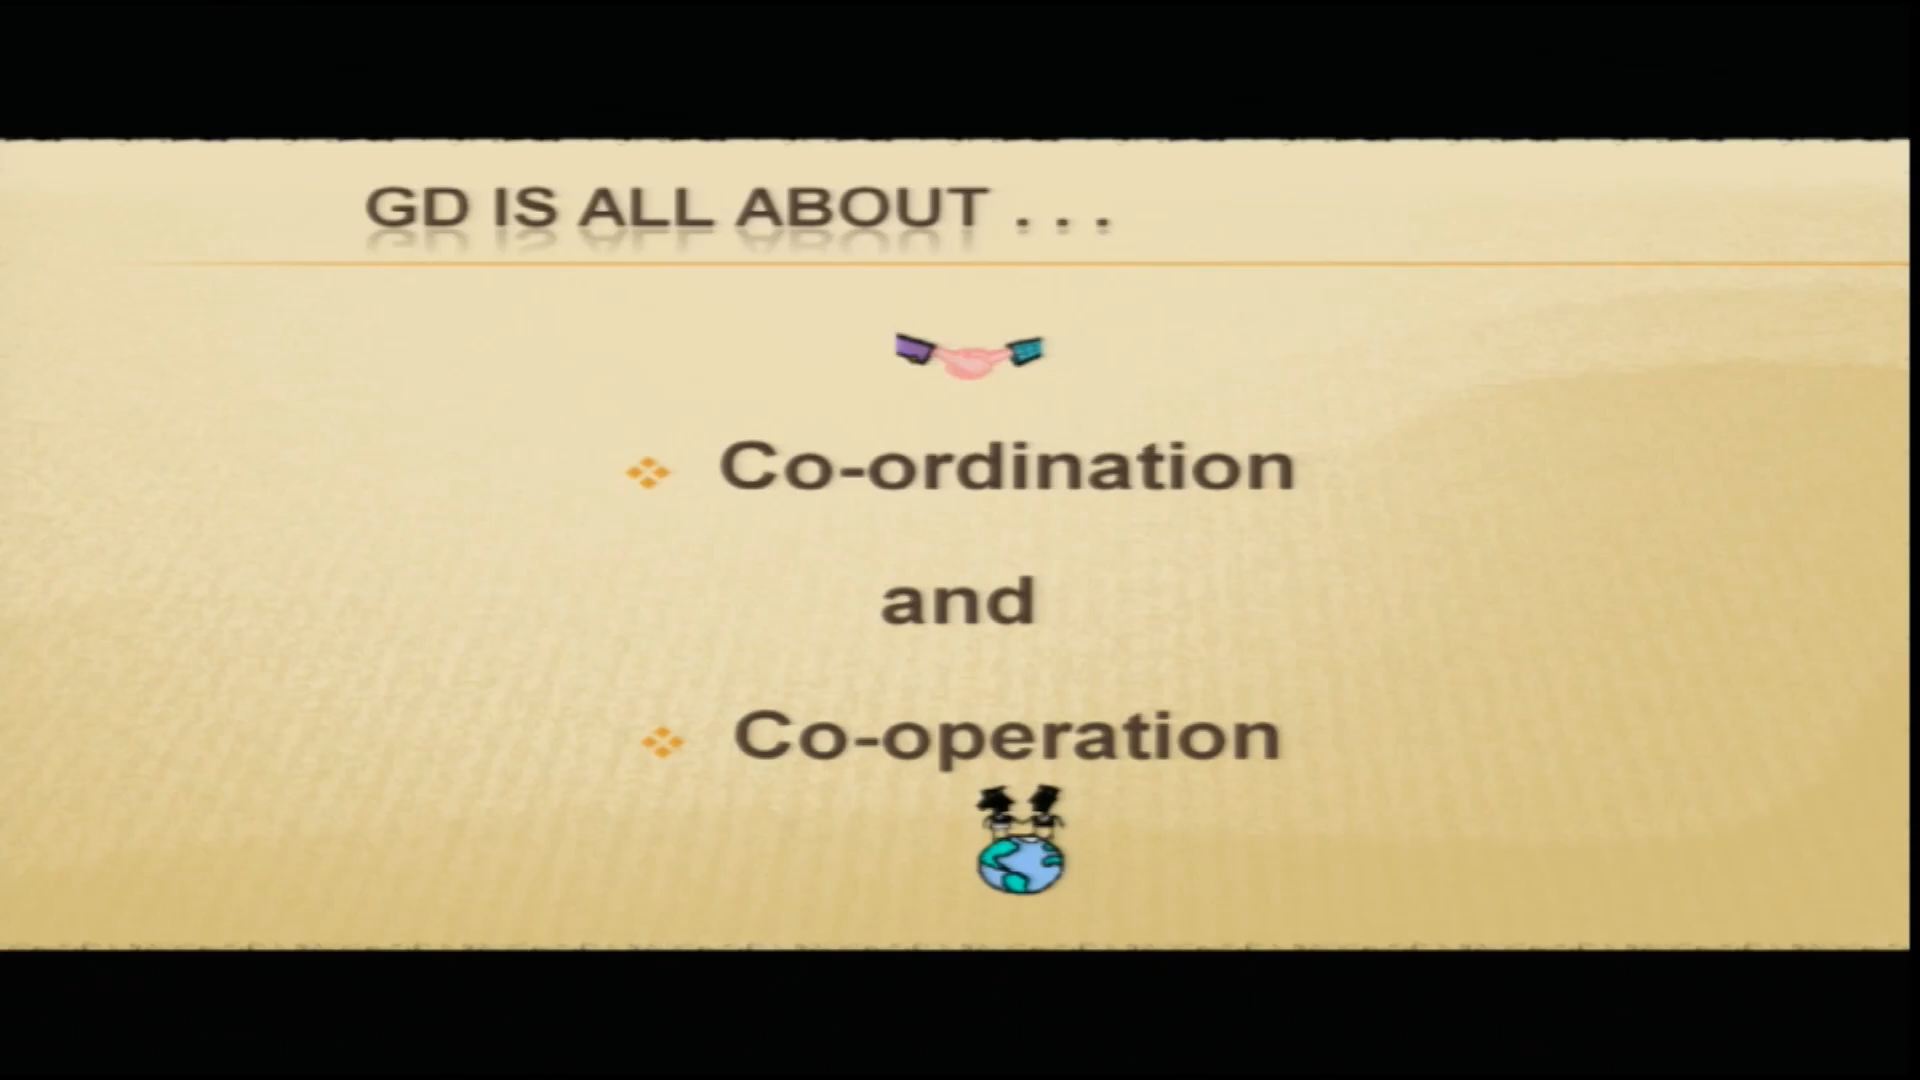 GD IS ALL ABOUT . . .
Co-ordination
and
Co-operation